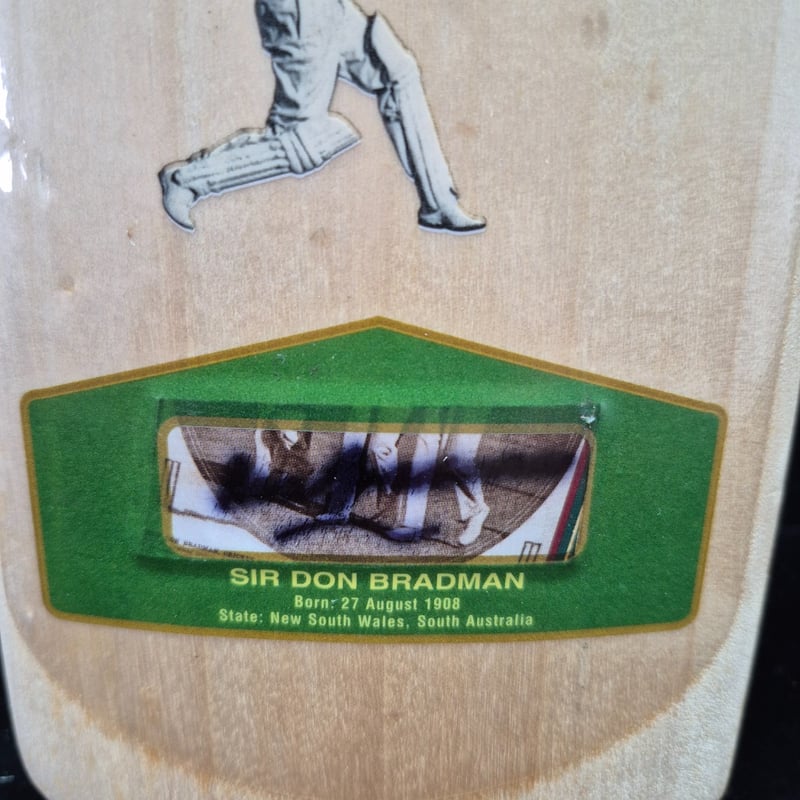 SIR DON BRADMAN
Born: 27 August 1908
State: New South Wales, South Australia